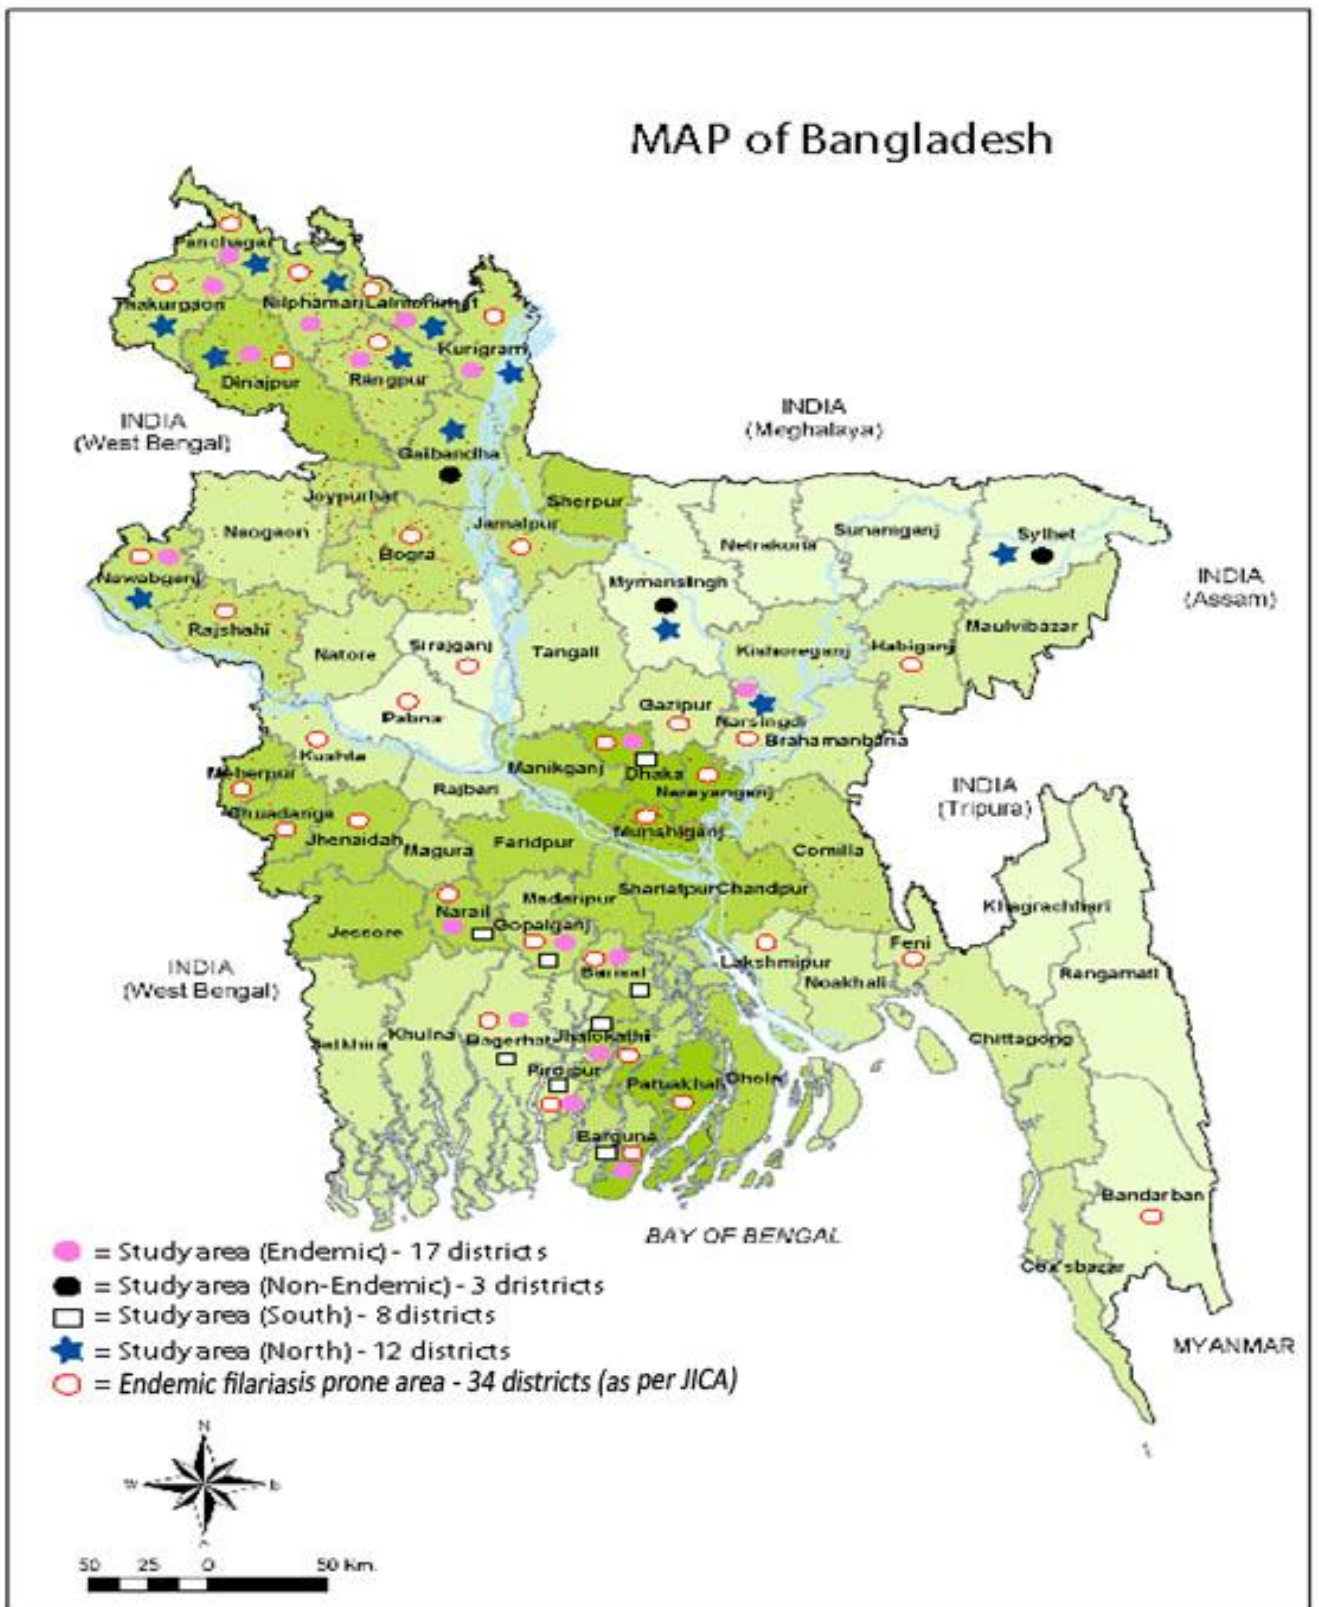 MAP of Bangladesh
Panchagar
Thakurgaon
Nilphamari
Lalmonirhat
Kurigram
Dinajpur
Rangpur
INDIA
(West Bengal)
INDIA
(Meghalaya)
Gaibandha
Joypurhat
Sherpur
Naogaon
Jamalpur
Bogra
Netrakona
Sunamganj
Sylhet
Nawabganj
Mymensingh
INDIA
(Assam)
Rajshahi
Natore
Sirajganj
Tangail
Kishoreganj
Habiganj
Maulvibazar
Pabna
Gazipur
Narsingdi
Brahamanbaria
Kushtia
Meherpur
Manikganj
Dhaka
Rajbari
Narayanganj
INDIA
(Tripura)
Chuadanga
Jhenaidah
Magura
Faridpur
Munshiganj
Comilla
Shariatpur
Chandpur
Madaripur
Khagrachhari
Narail
Gopalganj
Jessore
Barisal
Lakshmipur
Feni
INDIA
(West Bengal)
Noakhali
Rangamati
Satkhira
Khulna
Bagerhat
Jhalokathi
Chittagong
Pirojpur
Patuakhali
Bhola
Barguna
Bandarban
BAY OF BENGAL
Cox'sbazar
MYANMAR
= Study area (Endemic) - 17 districts
= Study area (Non-Endemic) - 3 dristricts
= Study area (South) - 8 districts
= Study area (North) - 12 districts
= Endemic filariasis prone area - 34 districts (as per JICA)
N
W
E
50 25 0 50 Km.